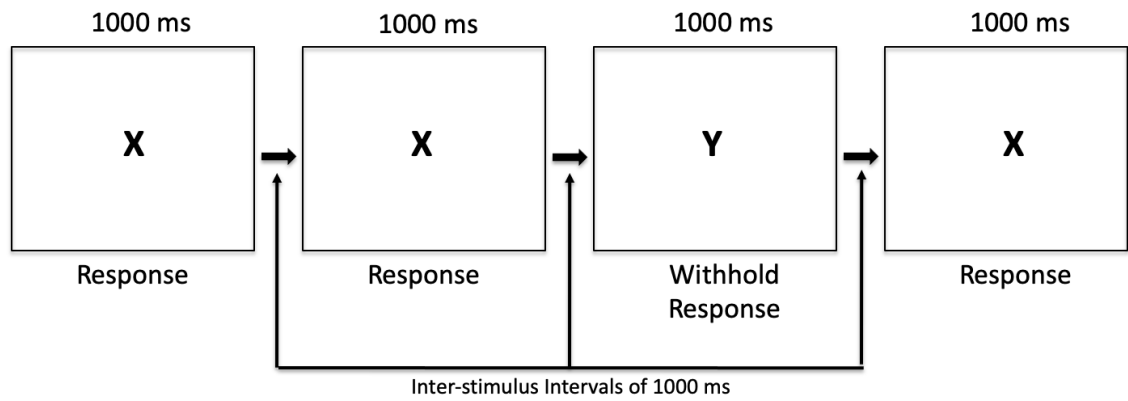 1000 ms 1000 ms 1000 ms 1000 ms
X X Y X
Response Response Withhold Response Response
Inter-stimulus Intervals of 1000 ms